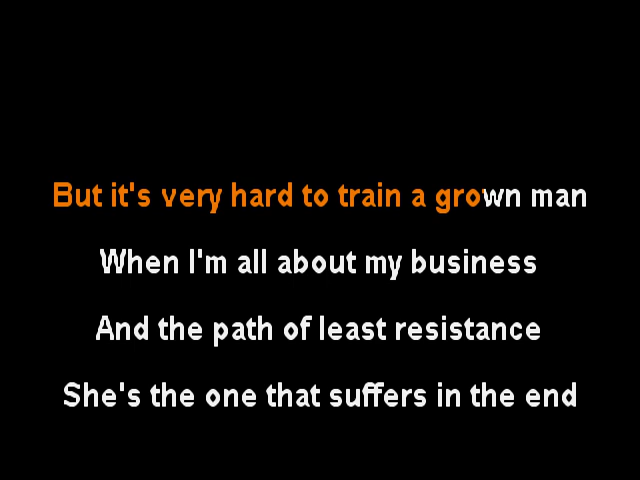 But it's very hard to train a grown man
When I'm all about my business
And the path of least resistance
She's the one that suffers in the end